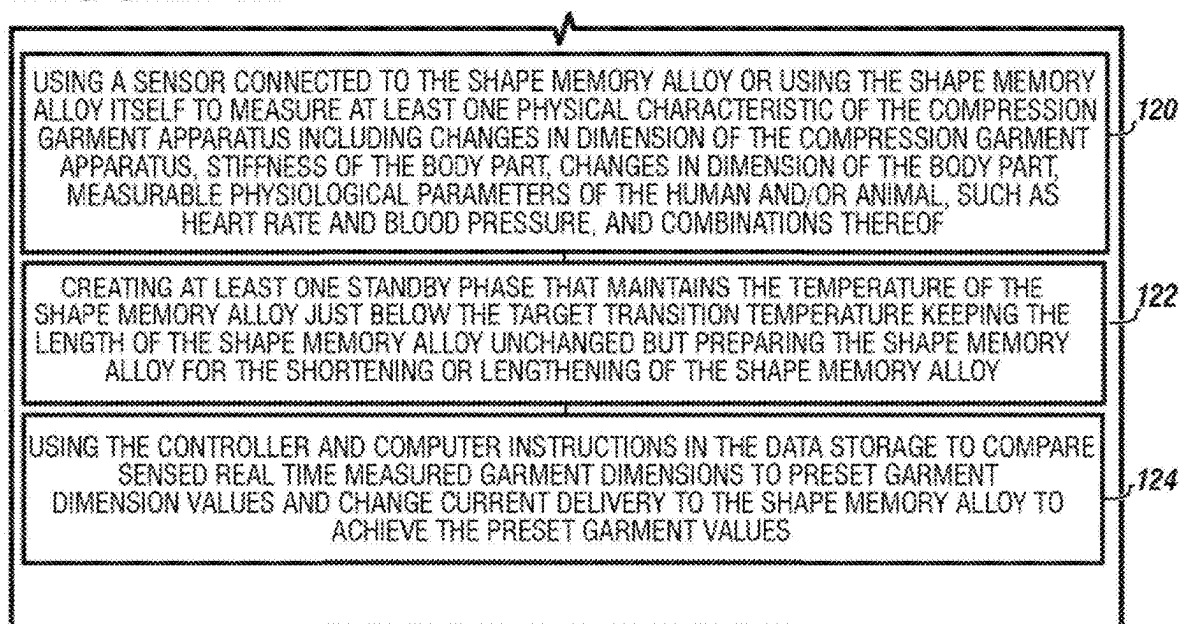 USING A SENSOR CONNECTED TO THE SHAPE MEMORY ALLOY OR USING THE SHAPE MEMORY
ALLOY ITSELF TO MEASURE AT LEAST ONE PHYSICAL CHARACTERISTIC OF THE COMPRESSION
GARMENT APPARATUS INCLUDING CHANGES IN DIMENSION OF THE COMPRESSION GARMENT
APPARATUS, STIFFNESS OF THE BODY PART, CHANGES IN DIMENSION OF THE BODY PART,
MEASURABLE PHYSIOLOGICAL PARAMETERS OF THE HUMAN AND/OR ANIMAL, SUCH AS
HEART RATE AND BLOOD PRESSURE, AND COMBINATIONS THEREOF
120
CREATING AT LEAST ONE STANDBY PHASE THAT MAINTAINS THE TEMPERATURE OF THE
SHAPE MEMORY ALLOY JUST BELOW THE TARGET TRANSITION TEMPERATURE KEEPING THE
LENGTH OF THE SHAPE MEMORY ALLOY UNCHANGED BUT PREPARING THE SHAPE MEMORY
ALLOY FOR THE SHORTENING OR LENGTHENING OF THE SHAPE MEMORY ALLOY
122
USING THE CONTROLLER AND COMPUTER INSTRUCTIONS IN THE DATA STORAGE TO COMPARE
SENSED REAL TIME MEASURED GARMENT DIMENSIONS TO PRESET GARMENT
DIMENSION VALUES AND CHANGE CURRENT DELIVERY TO THE SHAPE MEMORY ALLOY TO
ACHIEVE THE PRESET GARMENT VALUES
124